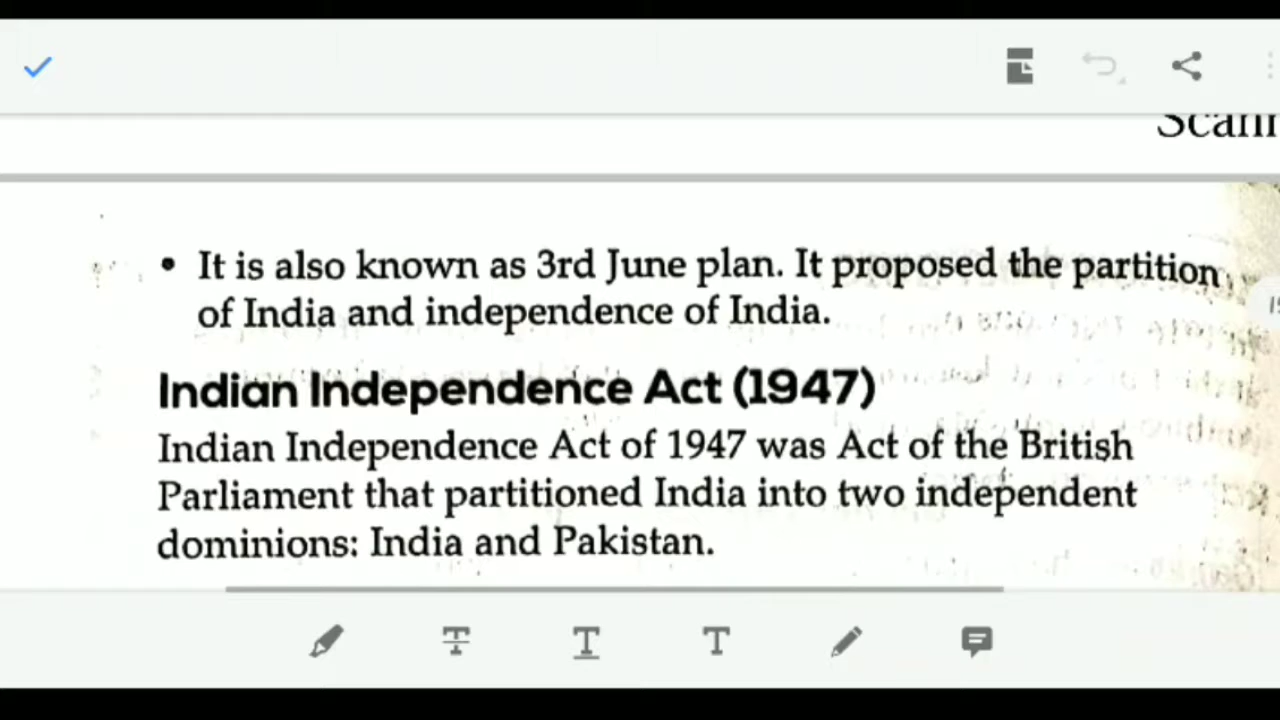 • It is also known as 3rd June plan. It proposed the partition
of India and independence of India.
Indian Independence Act (1947)
Indian Independence Act of 1947 was Act of the British
Parliament that partitioned India into two independent
dominions: India and Pakistan.